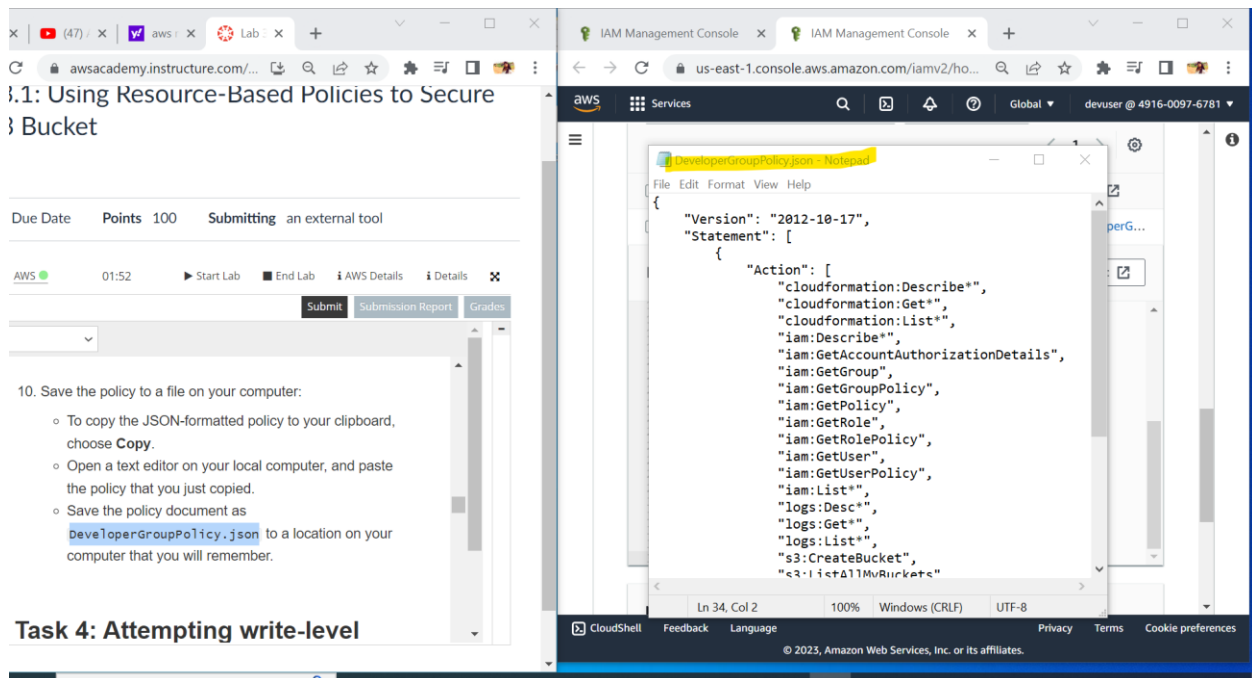 (47)
aws r
Lab
awsacademy.instructure.com/...
3.1: Using Resource-Based Policies to Secure
Bucket
Due Date Points 100 Submitting an external tool
AWS 01:52 Start Lab End Lab AWS Details Details
Submit Submission Report Grades
10. Save the policy to a file on your computer:
To copy the JSON-formatted policy to your clipboard,
choose Copy.
Open a text editor on your local computer, and paste
the policy that you just copied.
Save the policy document as
DeveloperGroupPolicy.json to a location on your
computer that you will remember.
Task 4: Attempting write-level
IAM Management Console
IAM Management Console
us-east-1.console.aws.amazon.com/iamv2/ho...
aws Services Global devuser @ 4916-0097-6781
1
perG...
DeveloperGroupPolicy.json - Notepad
File Edit Format View Help
{
"Version": "2012-10-17",
"Statement": [
{
"Action": [
"cloudformation:Describe*",
"cloudformation:Get*",
"cloudformation:List*",
"iam:Describe*",
"iam:GetAccountAuthorizationDetails",
"iam:GetGroup",
"iam:GetGroupPolicy",
"iam:GetPolicy",
"iam:GetRole",
"iam:GetRolePolicy",
"iam:GetUser",
"iam:GetUserPolicy",
"iam:List*",
"logs:Desc*",
"logs:Get*",
"logs:List*",
"s3:CreateBucket",
"s3:ListAllMyBuckets"
Ln 34, Col 2 100% Windows (CRLF) UTF-8
CloudShell Feedback Language Privacy Terms Cookie preferences
© 2023, Amazon Web Services, Inc. or its affiliates.